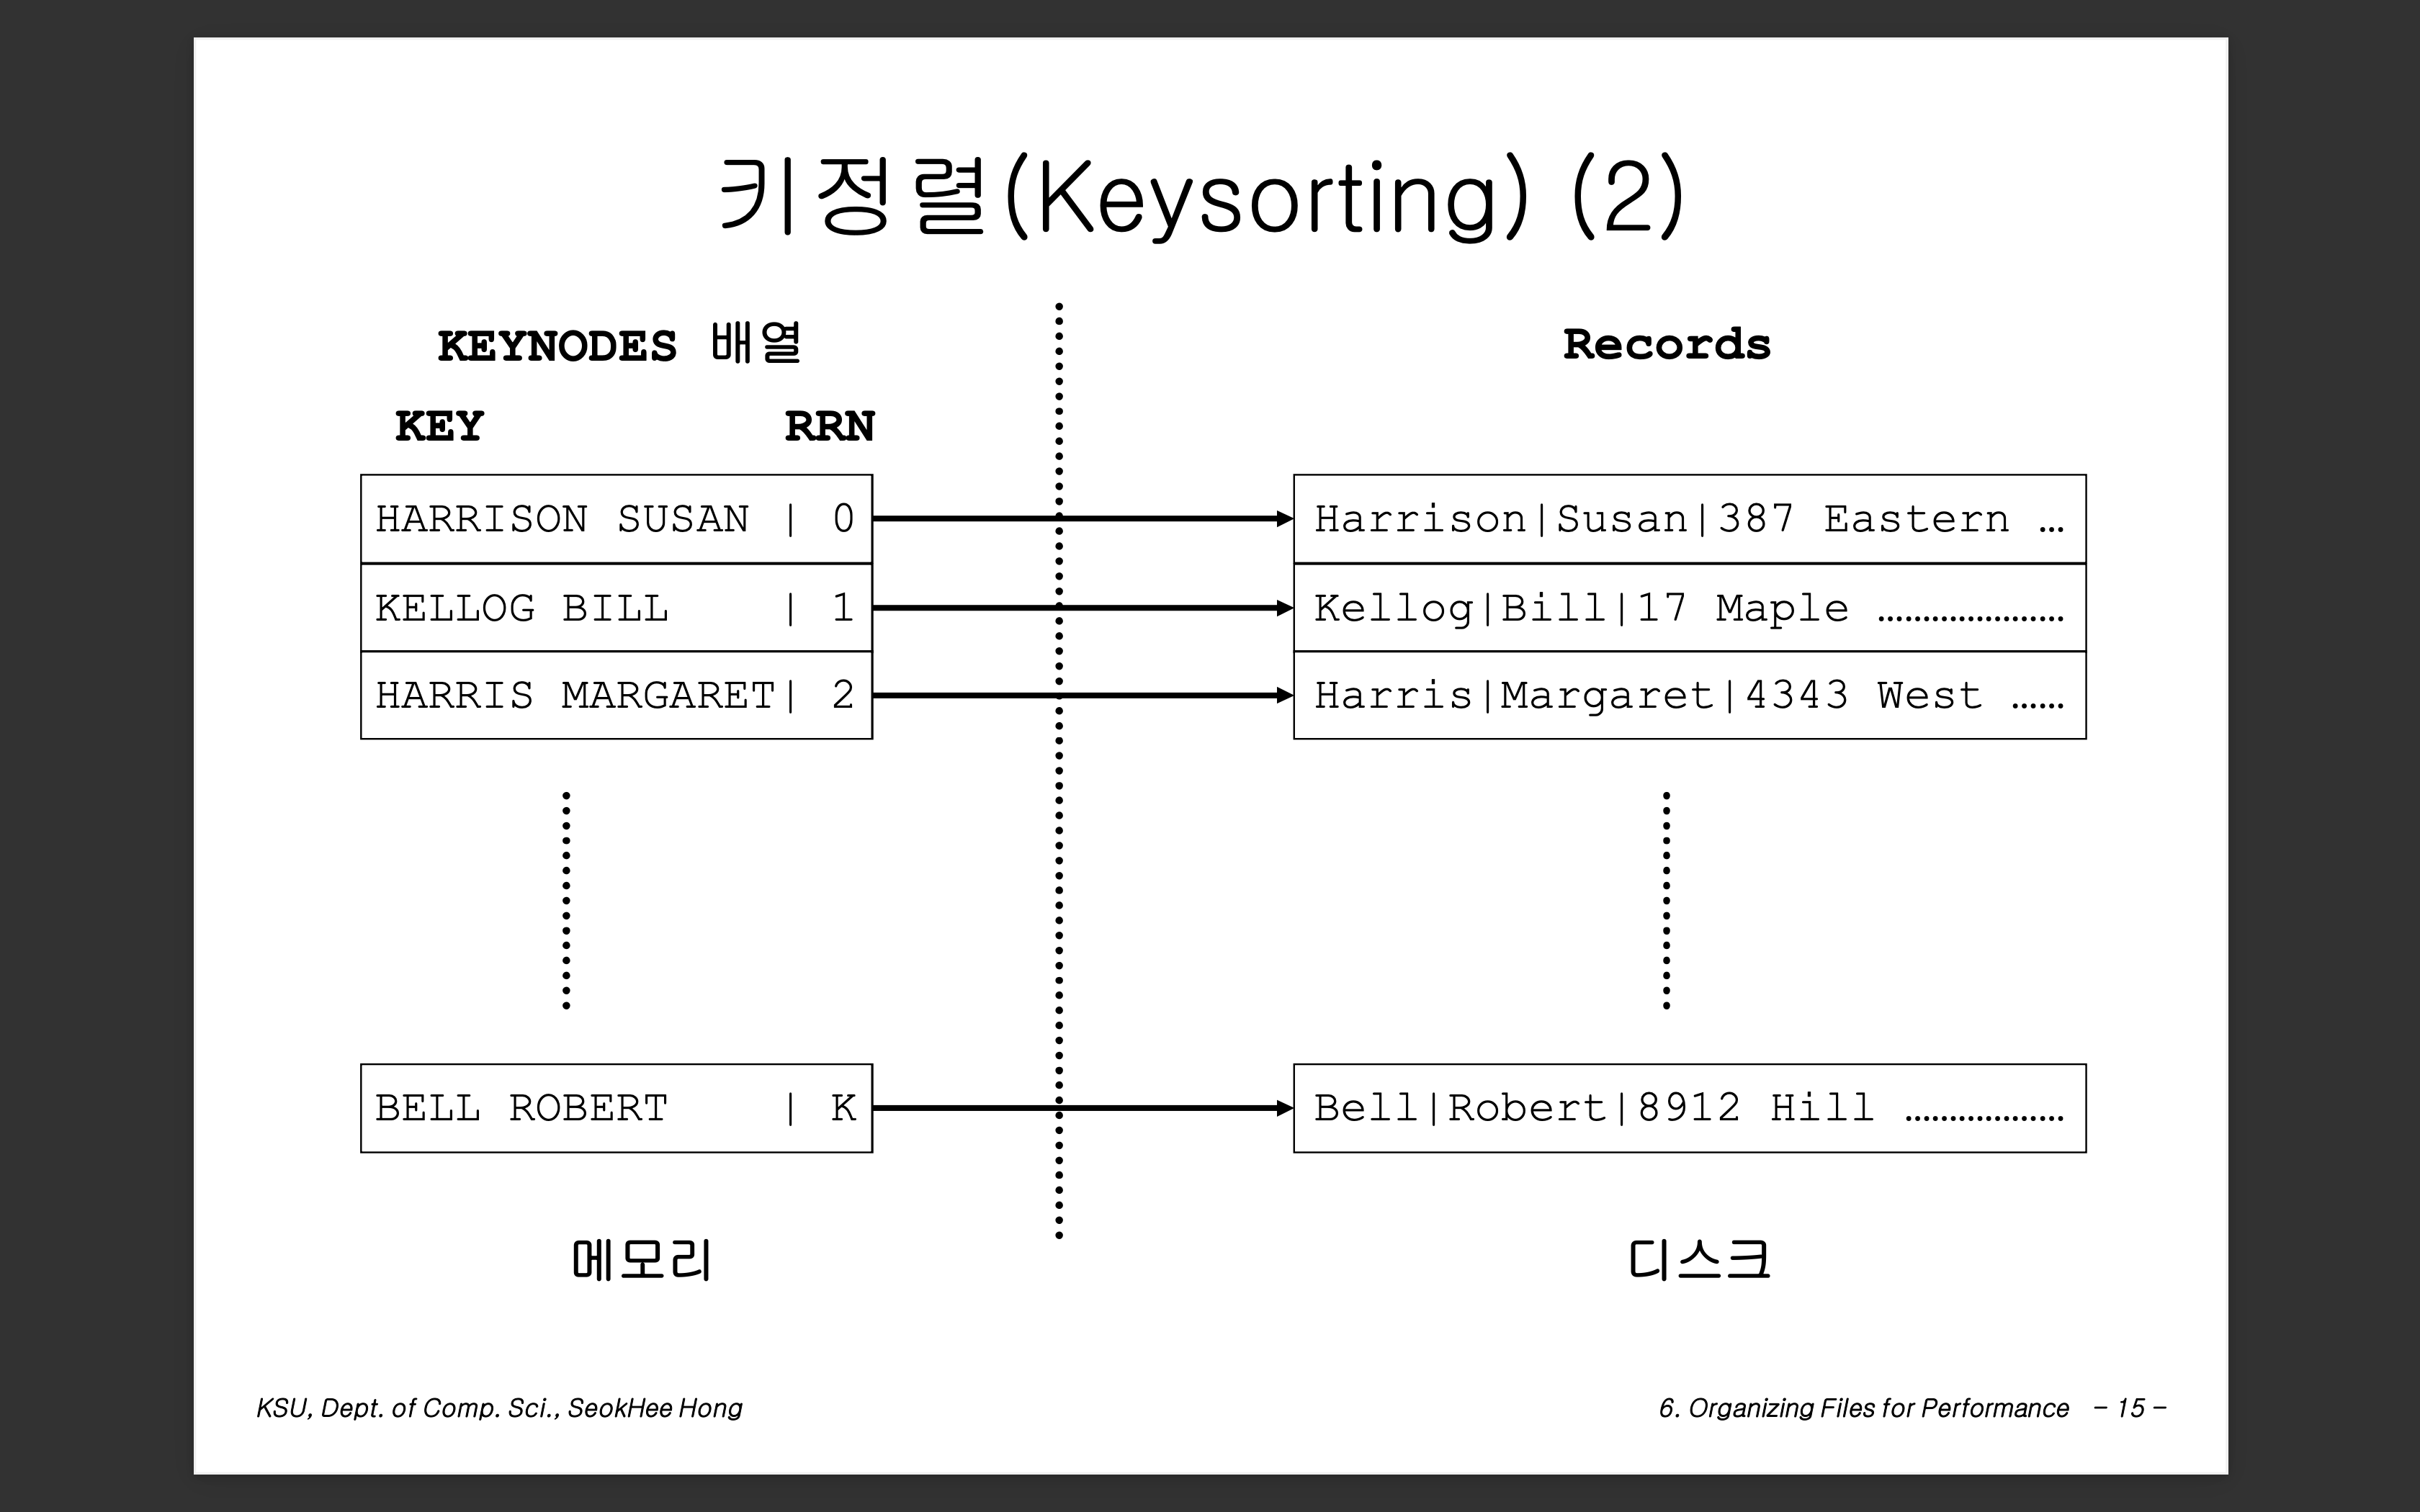 키정렬(Keysorting) (2)
KEYNODES 배열
Records
KEY RRN
HARRISON SUSAN | 0
Harrison|Susan|387 Eastern …
KELLOG BILL | 1
Kellog|Bill|17 Maple …………………
HARRIS MARGARET| 2
Harris|Margaret|4343 West ……
BELL ROBERT | K
Bell|Robert|8912 Hill ………………
메모리
디스크
KSU, Dept. of Comp. Sci., SeokHee Hong
6. Organizing Files for Performance – 15 –